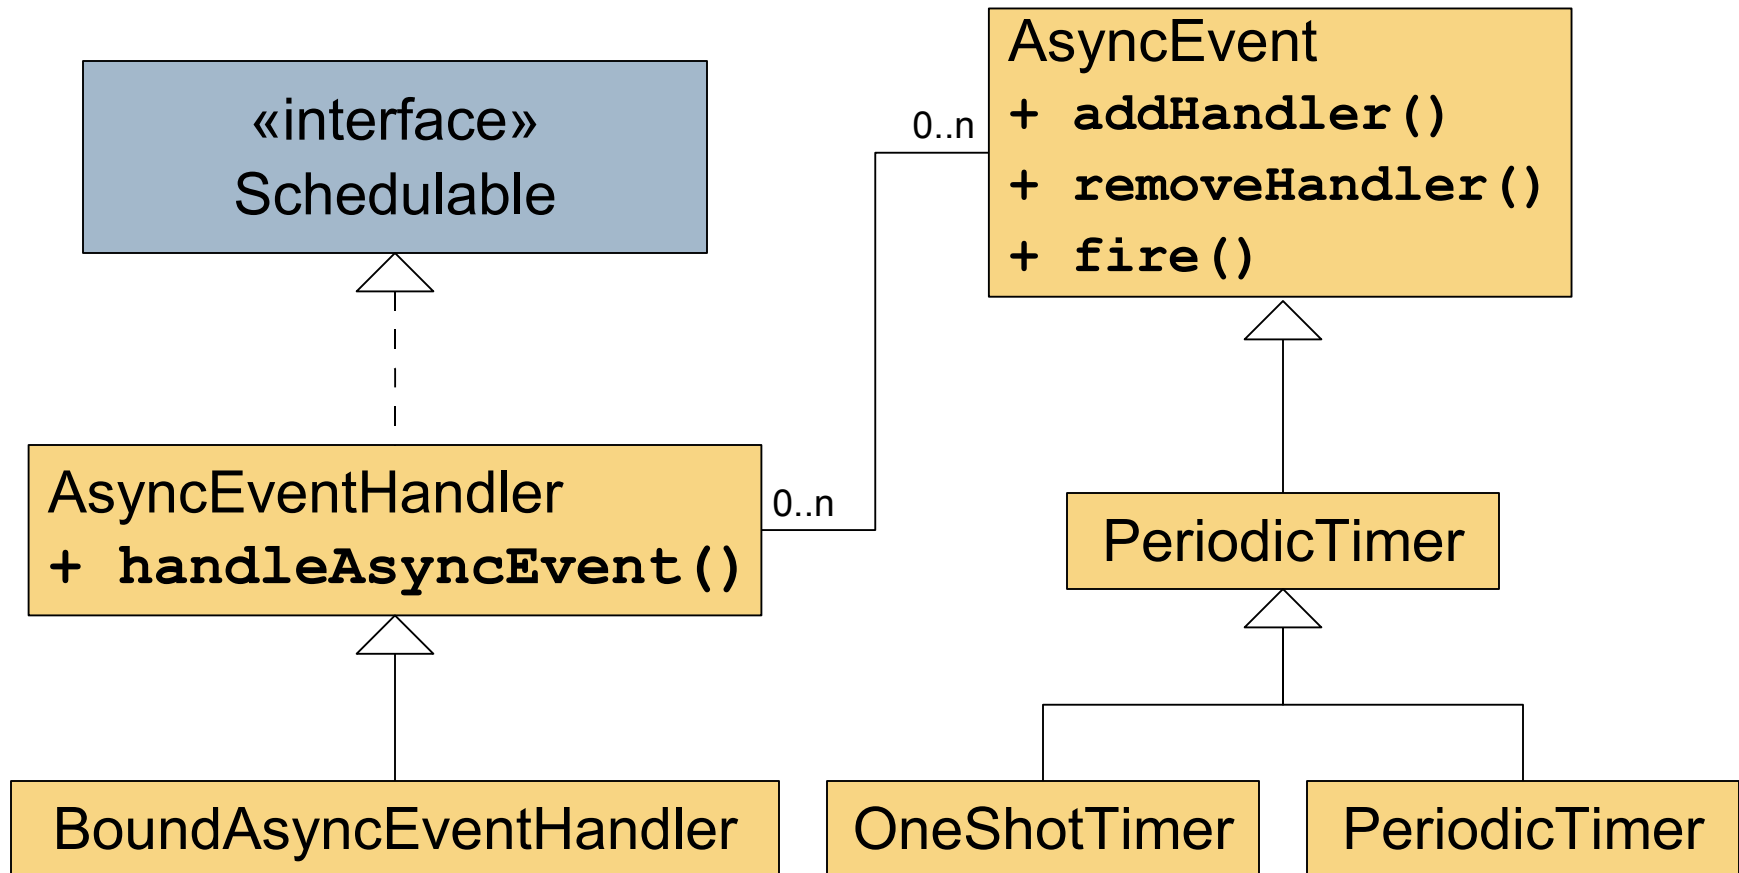 «interface»
Schedulable
AsyncEvent
+ addHandler()
+ removeHandler()
+ fire()
0..n
AsyncEventHandler
+ handleAsyncEvent()
0..n
PeriodicTimer
BoundAsyncEventHandler
OneShotTimer
PeriodicTimer